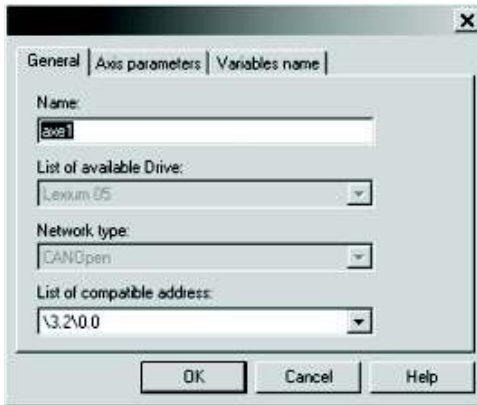 General
Axis parameters
Variables name
Name:
axe1
List of available Drive:
Lexium 05
Network type:
CANOpen
List of compatible address:
\3.2\0.0
OK
Cancel
Help